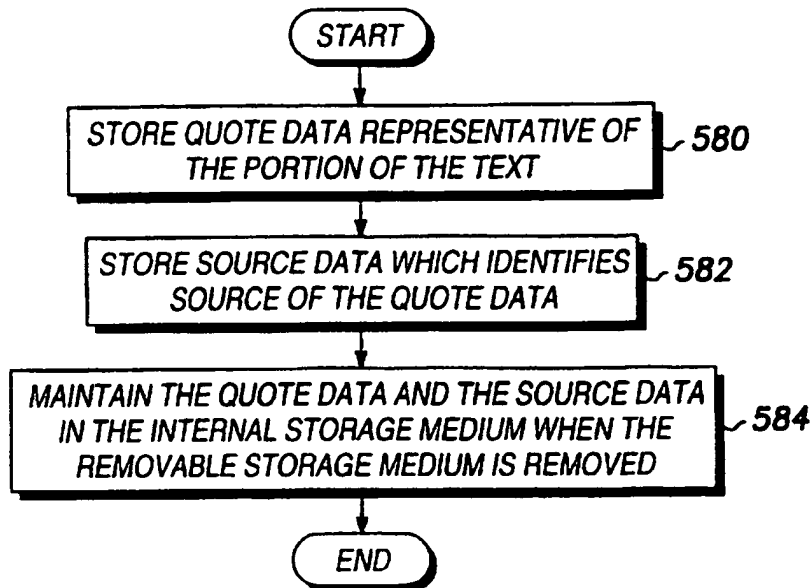 START
STORE QUOTE DATA REPRESENTATIVE OF
THE PORTION OF THE TEXT
580
STORE SOURCE DATA WHICH IDENTIFIES
SOURCE OF THE QUOTE DATA
582
MAINTAIN THE QUOTE DATA AND THE SOURCE DATA
IN THE INTERNAL STORAGE MEDIUM WHEN THE
REMOVABLE STORAGE MEDIUM IS REMOVED
584
END